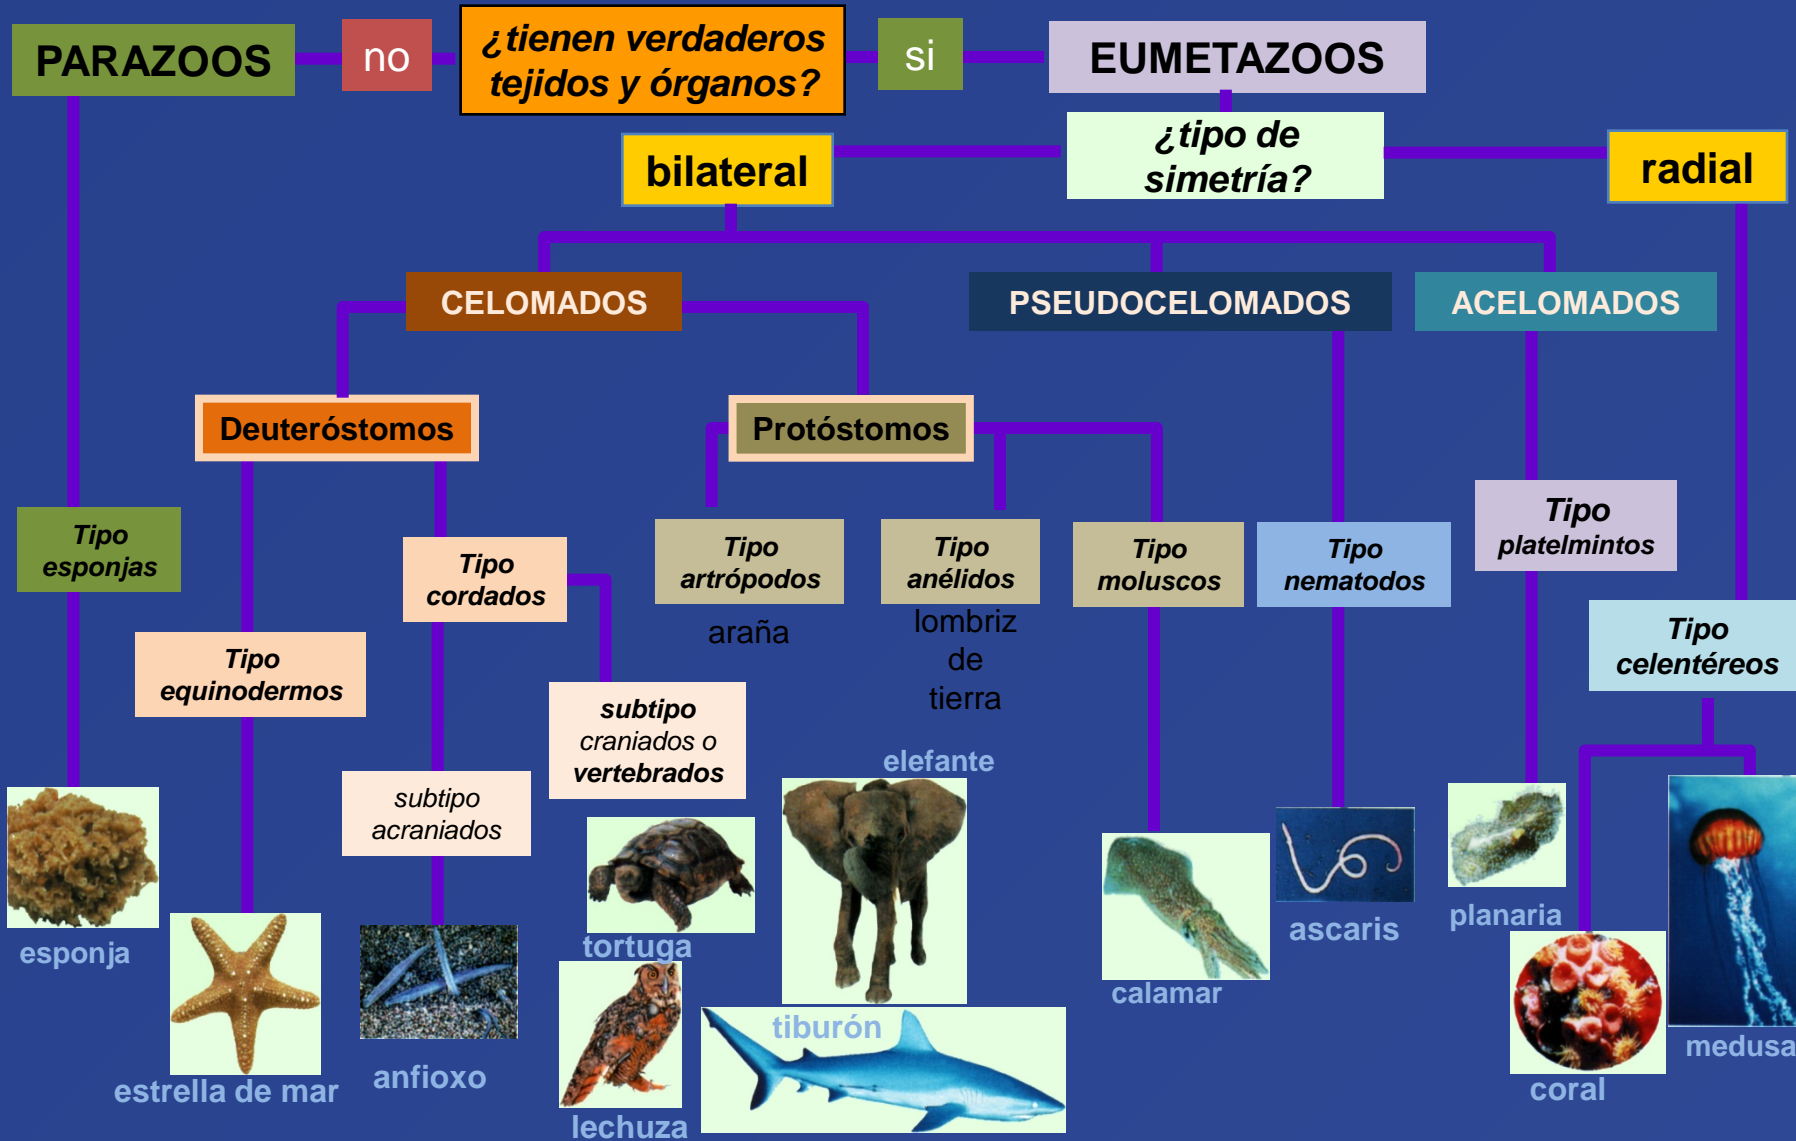 PARAZOOS
no
¿tienen verdaderos
tejidos y órganos?
si
EUMETAZOOS
¿tipo de
simetría?
bilateral
radial
CELOMADOS
PSEUDOCELOMADOS
ACELOMADOS
Deuteróstomos
Protóstomos
Tipo
esponjas
Tipo
cordados
Tipo
artrópodos
araña
Tipo
anélidos
lombriz
de
tierra
Tipo
moluscos
Tipo
nematodos
Tipo
platelmintos
Tipo
celentéreos
Tipo
equinodermos
subtipo
craniados o
vertebrados
subtipo
acraniados
elefante
esponja
estrella de mar
anfioxo
tortuga
lechuza
tiburón
calamar
ascaris
planaria
coral
medusa